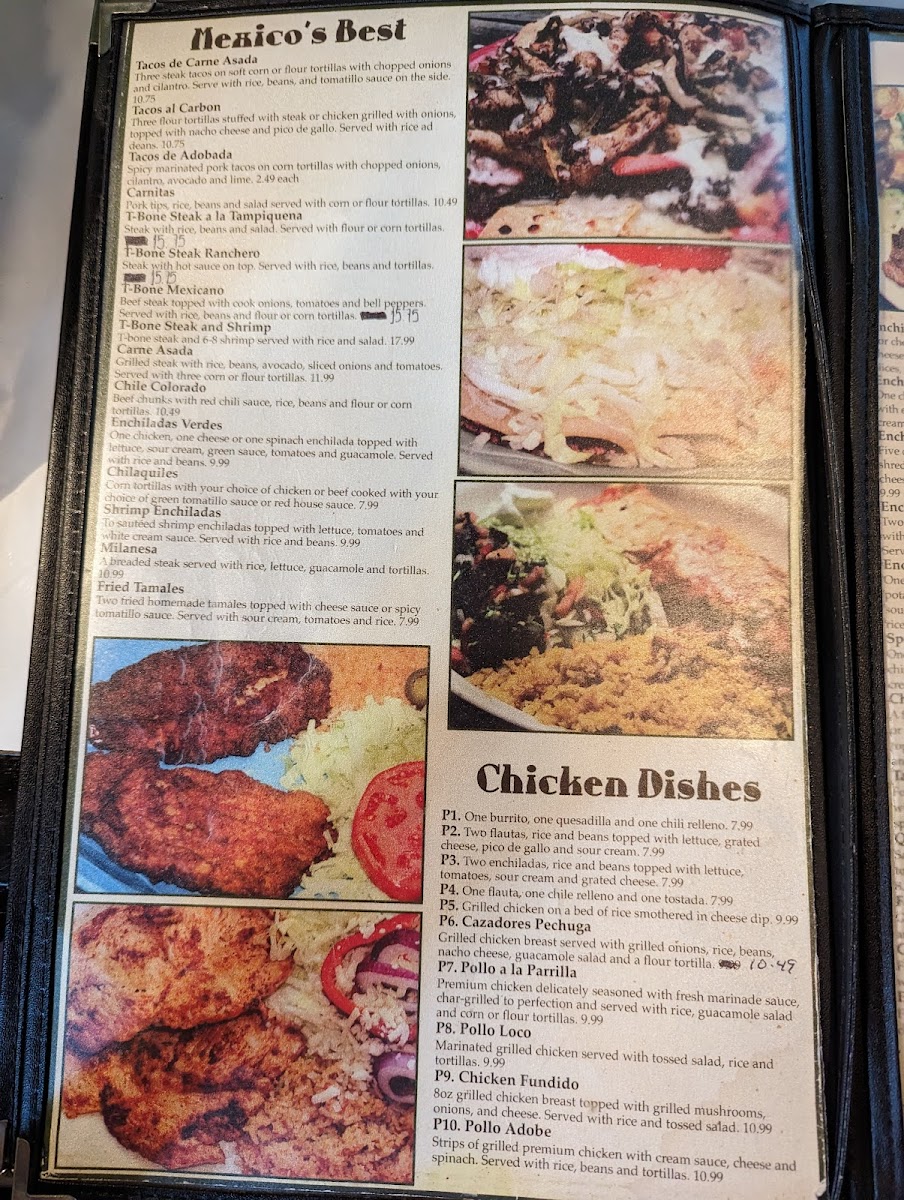 Mexico's Best
Tacos de Carne Asada
Three steak tacos on soft corn or flour tortillas with chopped onions
and cilantro. Serve with rice, beans, and tomatillo sauce on the side.
10.75
Tacos al Carbon
Three flour tortillas stuffed with steak or chicken grilled with onions,
topped with nacho cheese and pico de gallo. Served with rice ad
deans. 10.75
Tacos de Adobada
Spicy marinated pork tacos on corn tortillas with chopped onions,
cilantro, avocado and lime. 2.49 each
Carnitas
Pork tips, rice, beans and salad served with corn or flour tortillas. 10.49
T-Bone Steak a la Tampiquena
Steak with rice, beans and salad. Served with flour or corn tortillas.
15 75
T-Bone Steak Ranchero
Steak with hot sauce on top. Served with rice, beans and tortillas.
15.75
T-Bone Mexicano
Beef steak topped with cook onions, tomatoes and bell peppers.
Served with rice, beans and flour or corn tortillas. 15 75
T-Bone Steak and Shrimp
T-bone steak and 6-8 shrimp served with rice and salad. 17.99
Carne Asada
Grilled steak with rice, beans, avocado, sliced onions and tomatoes.
Served with three corn or flour tortillas. 11.99
Chile Colorado
Beef chunks with red chili sauce, rice, beans and flour or corn
tortillas. 10.49
Enchiladas Verdes
One chicken, one cheese or one spinach enchilada topped with
lettuce, sour cream, green sauce, tomatoes and guacamole. Served
with rice and beans. 9.99
Chilaquiles
Corn tortillas with your choice of chicken or beef cooked with your
choice of green tomatillo sauce or red house sauce. 7.99
Shrimp Enchiladas
To sautéed shrimp enchiladas topped with lettuce, tomatoes and
white cream sauce. Served with rice and beans. 9.99
Milanesa
A breaded steak served with rice, lettuce, guacamole and tortillas.
10.99
Fried Tamales
Two fried homemade tamales topped with cheese sauce or spicy
tomatillo sauce. Served with sour cream, tomatoes and rice. 7.99
Chicken Dishes
P1. One burrito, one quesadilla and one chili relleno. 7.99
P2. Two flautas, rice and beans topped with lettuce, grated
cheese, pico de gallo and sour cream. 7.99
P3. Two enchiladas, rice and beans topped with lettuce,
tomatoes, sour cream and grated cheese. 7.99
P4. One flauta, one chile relleno and one tostada. 7.99
P5. Grilled chicken on a bed of rice smothered in cheese dip. 9.99
P6. Cazadores Pechuga
Grilled chicken breast served with grilled onions, rice, beans,
nacho cheese, guacamole salad and a flour tortilla. 10.49
P7. Pollo a la Parrilla
Premium chicken delicately seasoned with fresh marinade sauce,
char-grilled to perfection and served with rice, guacamole salad
and corn or flour tortillas. 9.99
P8. Pollo Loco
Marinated grilled chicken served with tossed salad, rice and
tortillas. 9.99
P9. Chicken Fundido
8oz grilled chicken breast topped with grilled mushrooms,
onions, and cheese. Served with rice and tossed salad. 10.99
P10. Pollo Adobe
Strips of grilled premium chicken with cream sauce, cheese and
spinach. Served with rice, beans and tortillas. 10.99